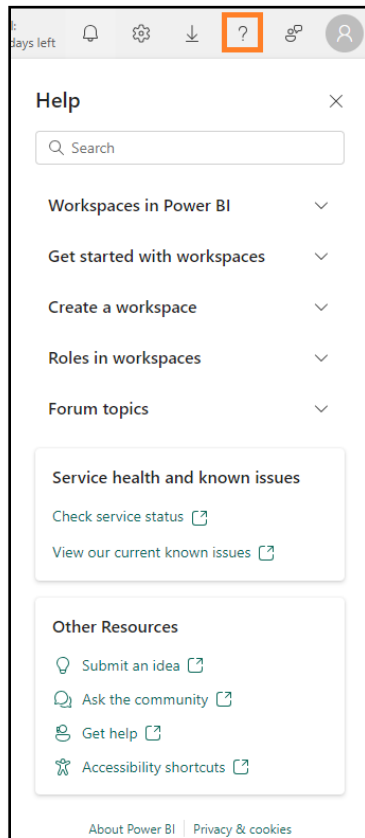 l:
days left
?
Help
Search
Workspaces in Power BI
Get started with workspaces
Create a workspace
Roles in workspaces
Forum topics
Service health and known issues
Check service status
View our current known issues
Other Resources
Submit an idea
Ask the community
Get help
Accessibility shortcuts
About Power BI | Privacy & cookies